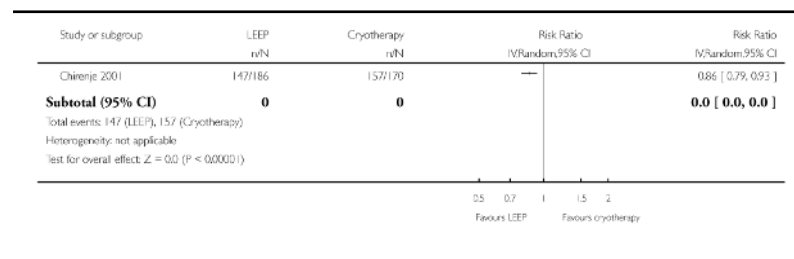 Study or subgroup LEEP Cryotherapy Risk Ratio Risk Ratio
n/N n/N IV,Random,95% CI IV,Random,95% CI
Chirenje 2001 147/186 157/170 0.86 [ 0.79, 0.93 ]
Subtotal (95% CI) 0 0 0.0 [ 0.0, 0.0 ]
Total events: 147 (LEEP), 157 (Cryotherapy)
Heterogeneity: not applicable
Test for overall effect: Z = 0.0 (P < 0.00001)
0.5 0.7 1 1.5 2
Favours LEEP Favours cryotherapy